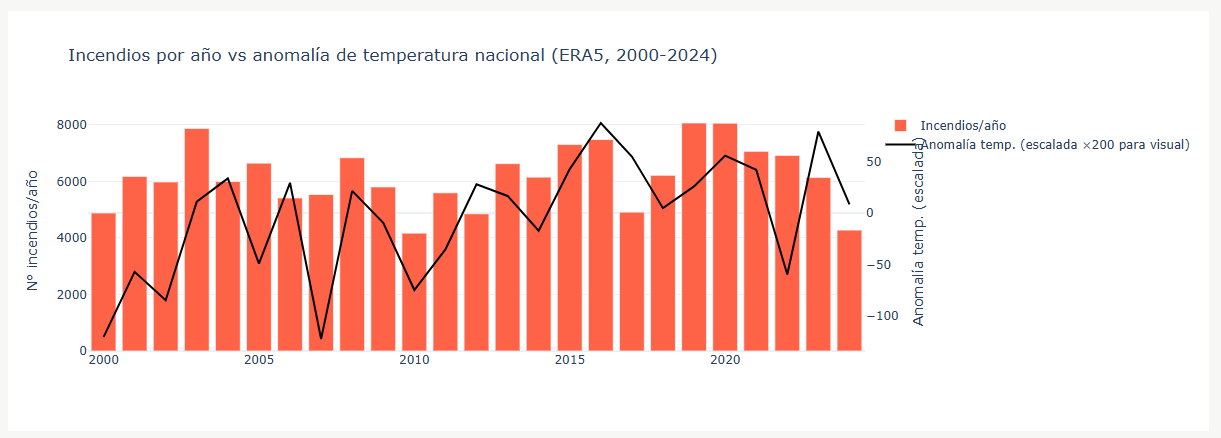 Incendios por año vs anomalía de temperatura nacional (ERA5, 2000-2024)
Incendios/año
Anomalía temp. (escalada ×200 para visual)
Nº incendios/año
8000
6000
4000
2000
0
50
0
−50
−100
Anomalía temp. (escalada)
2000
2005
2010
2015
2020